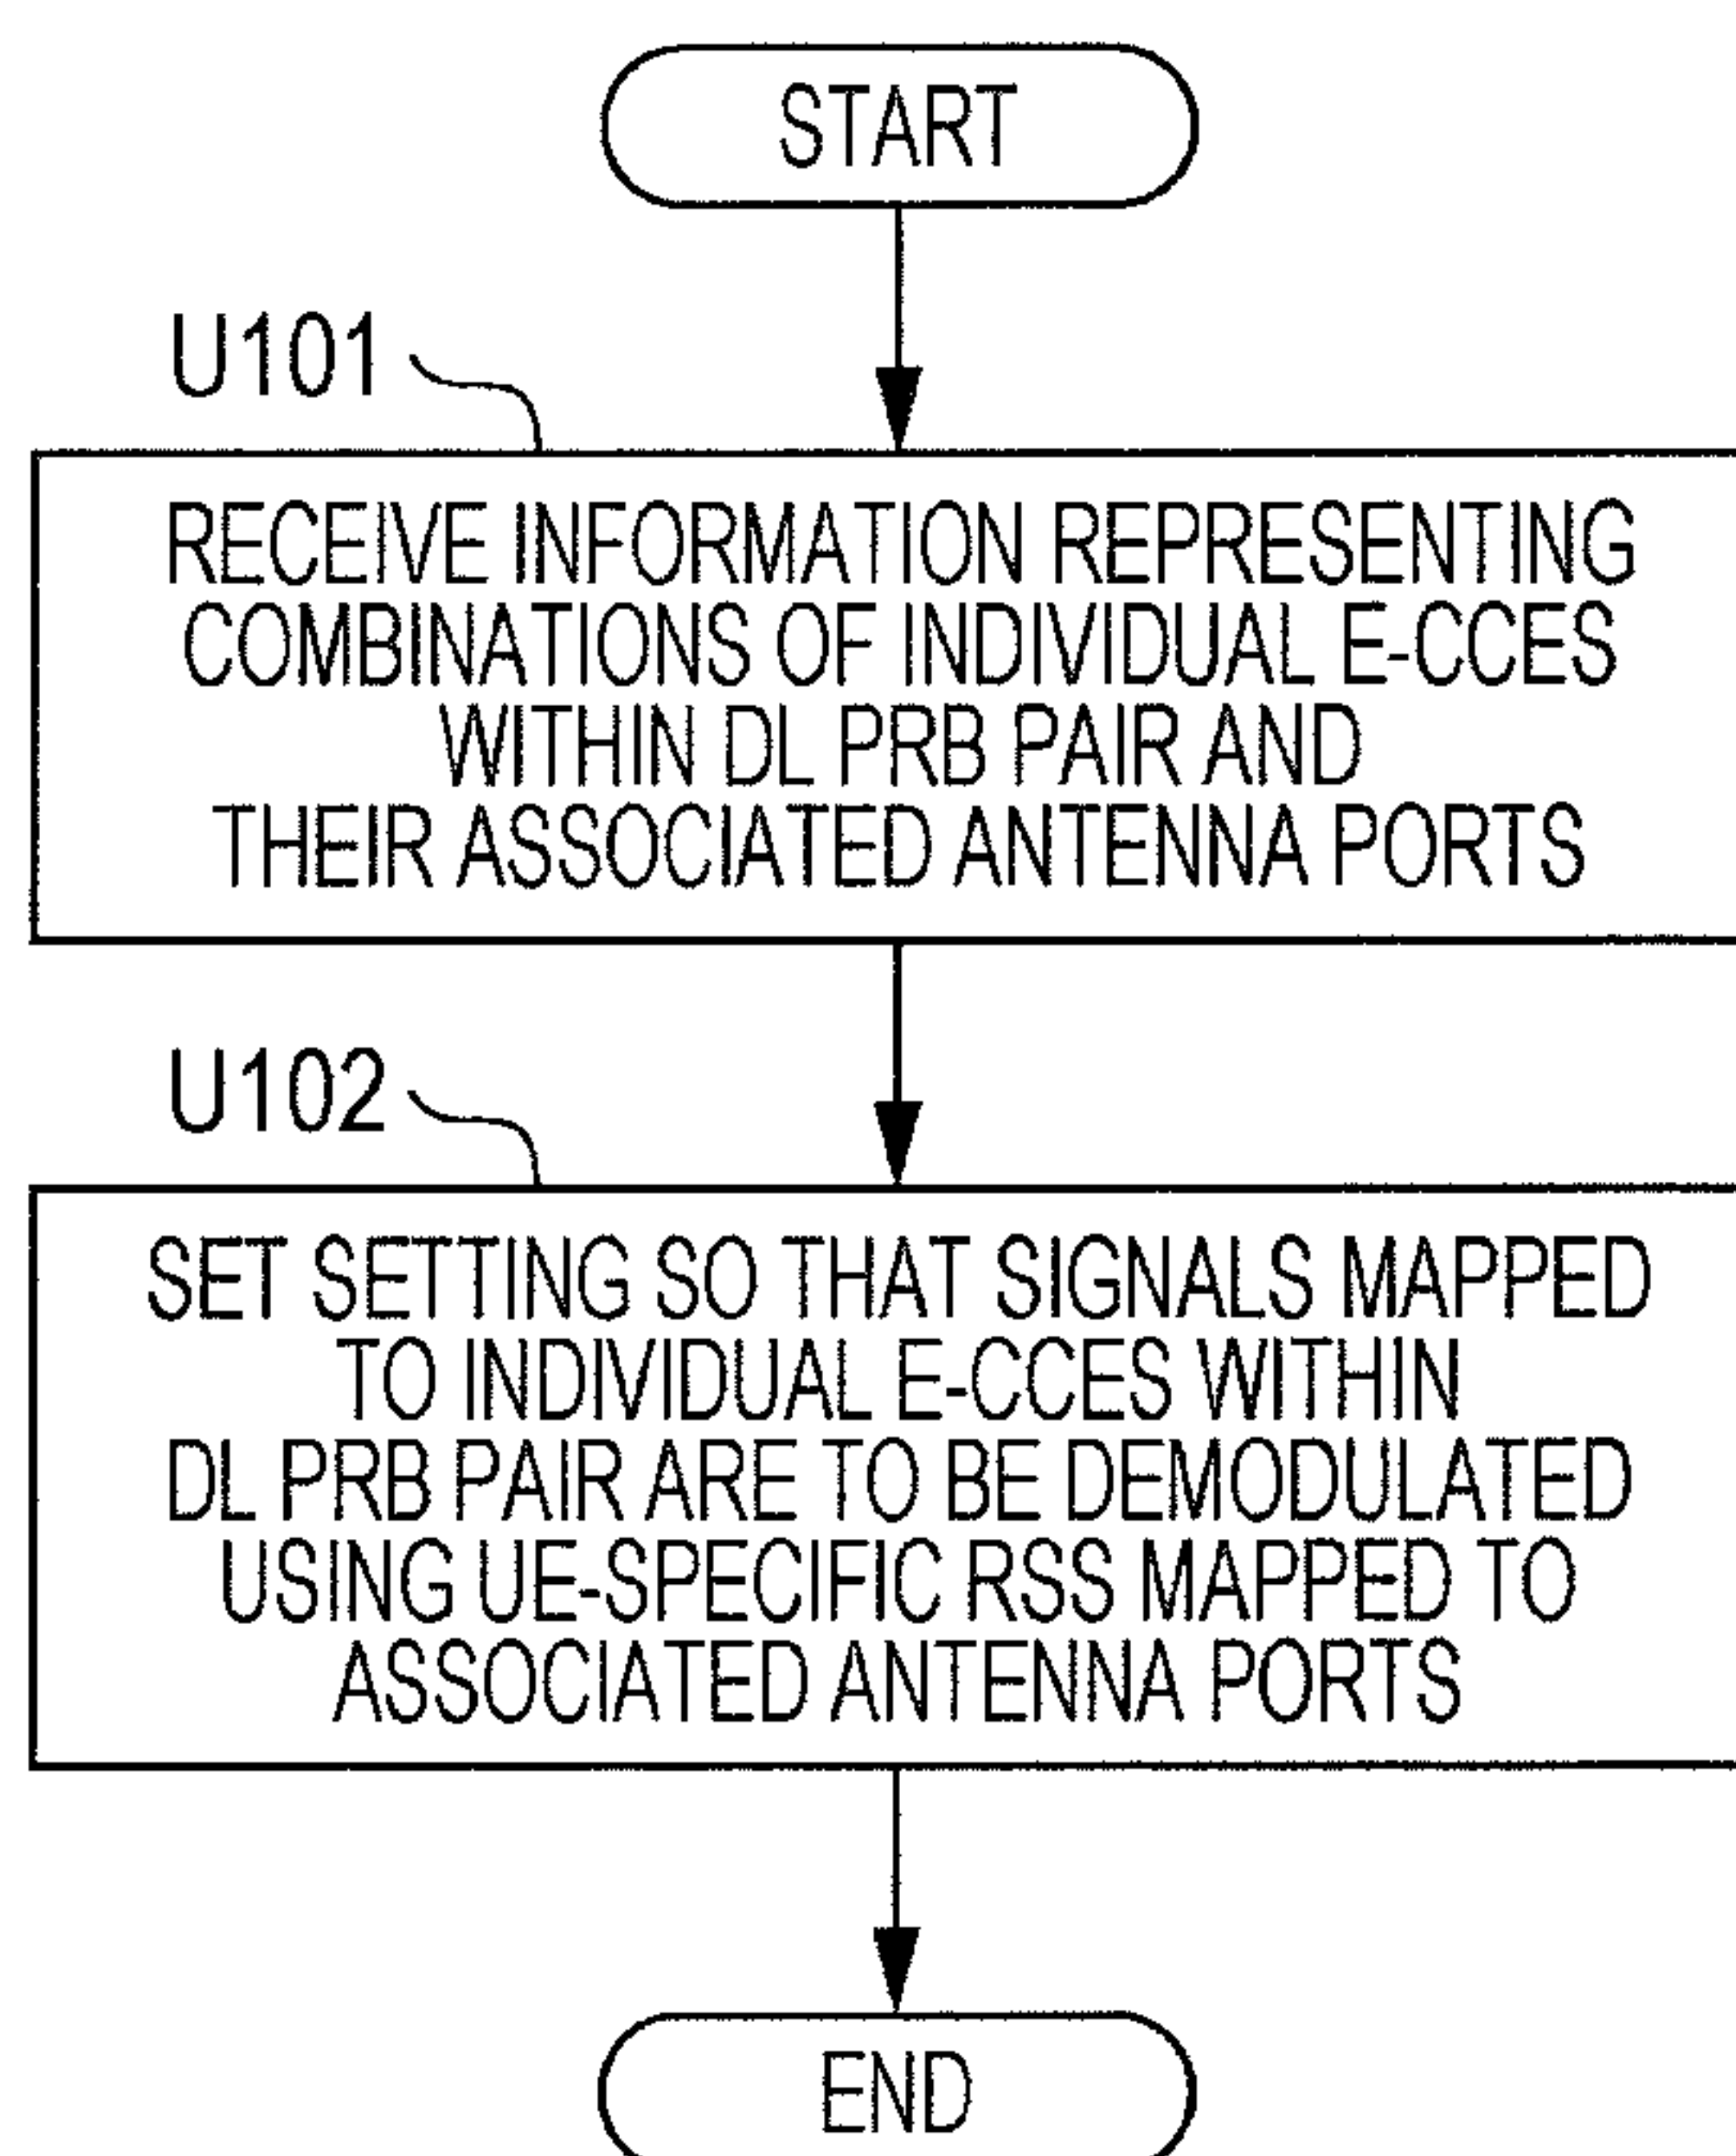 START
U101
RECEIVE INFORMATION REPRESENTING
COMBINATIONS OF INDIVIDUAL E-CCES
WITHIN DL PRB PAIR AND
THEIR ASSOCIATED ANTENNA PORTS
U102
SET SETTING SO THAT SIGNALS MAPPED
TO INDIVIDUAL E-CCES WITHIN
DL PRB PAIR ARE TO BE DEMODULATED
USING UE-SPECIFIC RSS MAPPED TO
ASSOCIATED ANTENNA PORTS
END